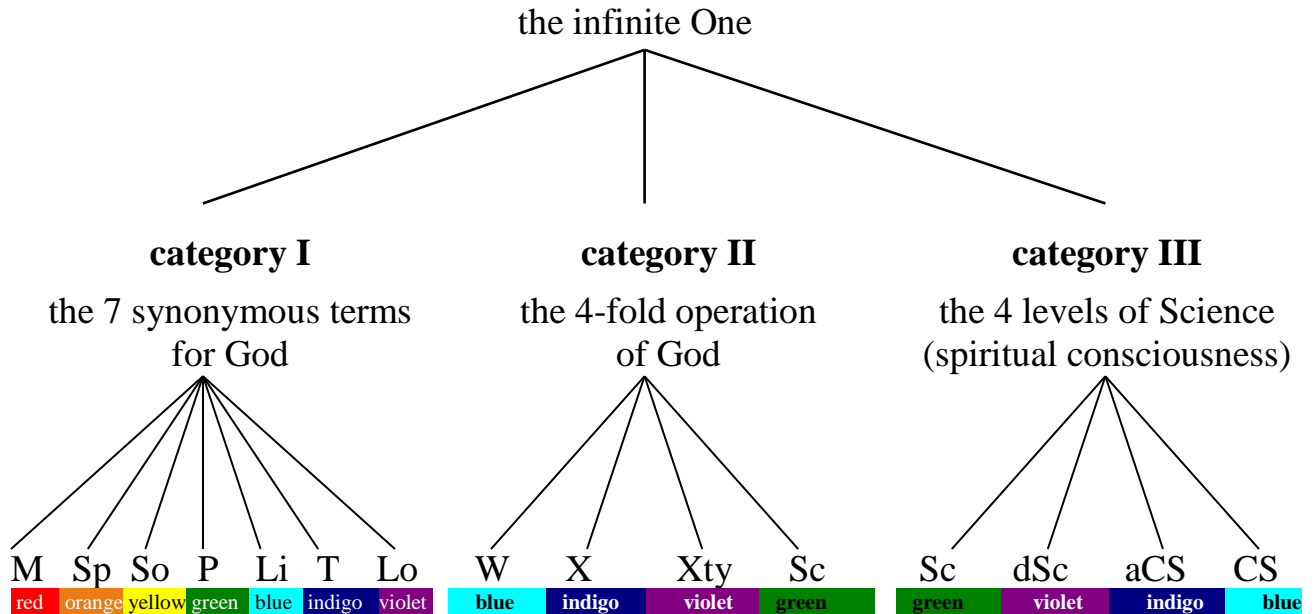 the infinite One
category I
category II
category III
the 7 synonymous terms
for God
the 4-fold operation
of God
the 4 levels of Science
(spiritual consciousness)
M Sp So P Li T Lo
W X Xty Sc
Sc dSc aCS CS
red orange yellow green blue indigo violet
blue indigo violet green
green violet indigo blue